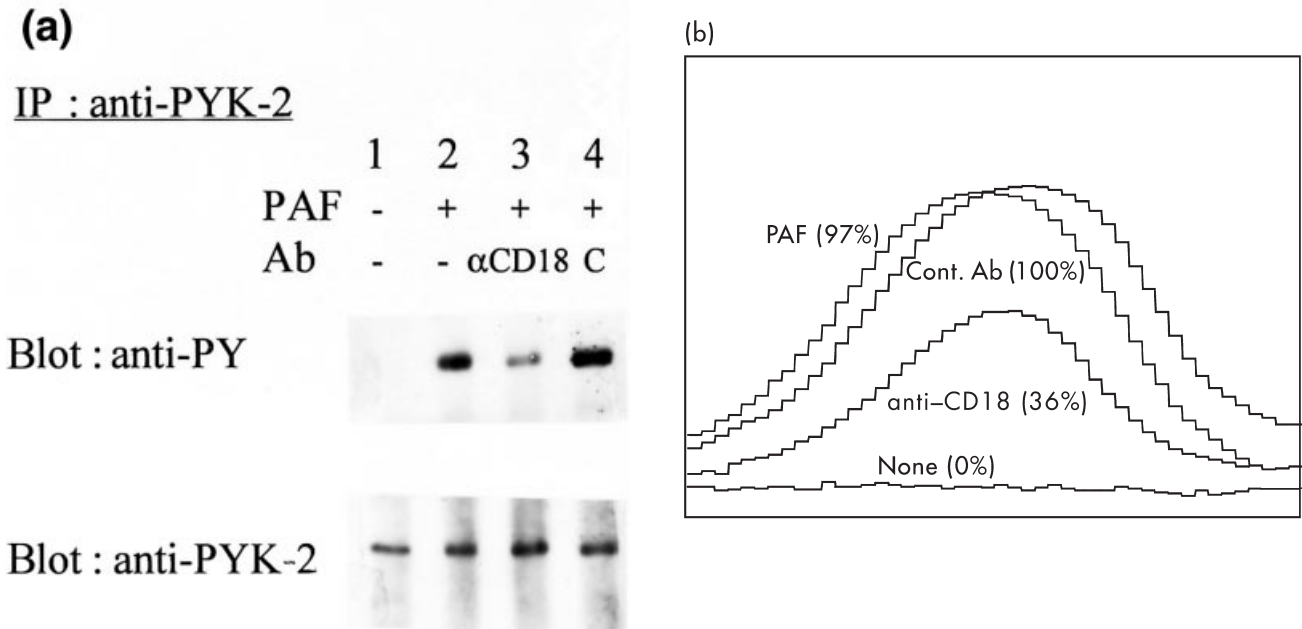 (a)
IP : anti-PYK-2
1 2 3 4
PAF - + + +
Ab - - αCD18 C
Blot : anti-PY
Blot : anti-PYK-2
(b)
PAF (97%)
Cont. Ab (100%)
anti–CD18 (36%)
None (0%)